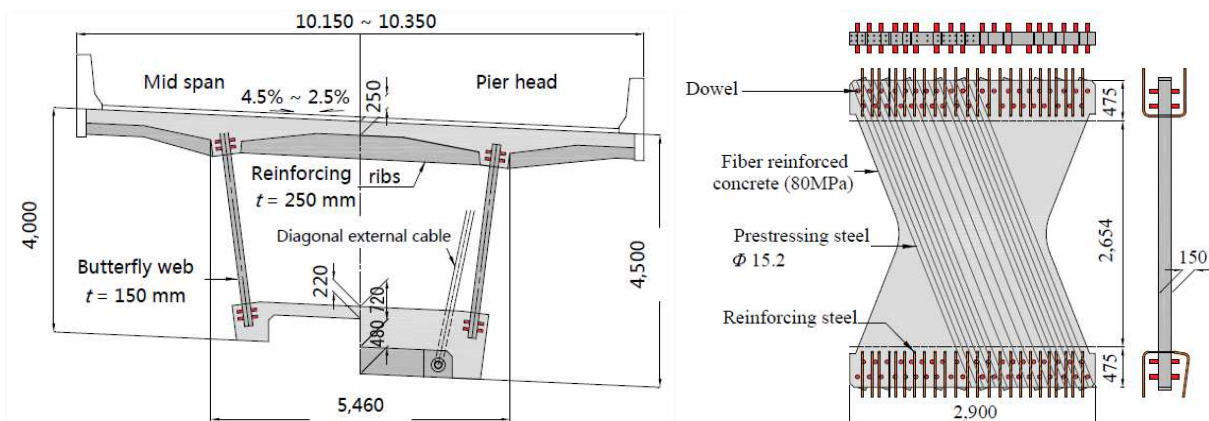 10.150 ~ 10.350
Mid span
Pier head
4.5% ~ 2.5%
250
4,000
Reinforcing ribs
t = 250 mm
Diagonal external cable
Butterfly web
t = 150 mm
220
720
480
4,500
5,460
Dowel
475
Fiber reinforced
concrete (80MPa)
2,654
150
Prestressing steel
Φ 15.2
Reinforcing steel
475
2,900